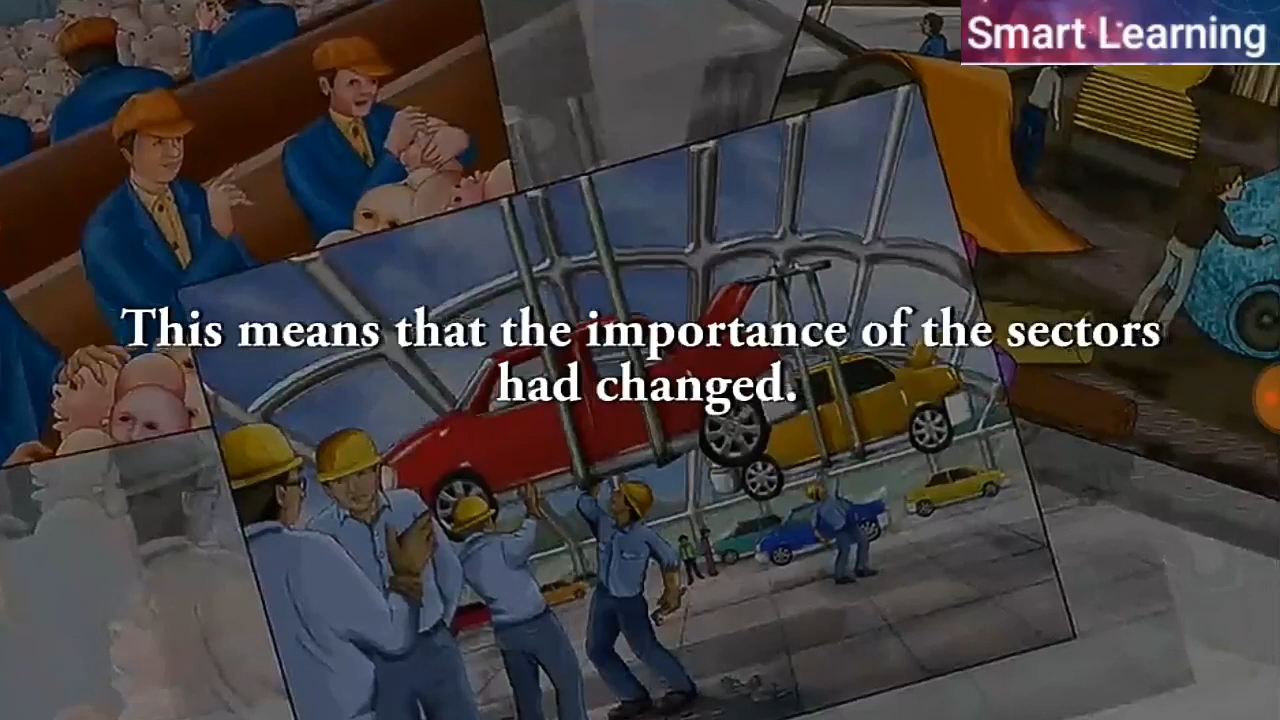 Smart Learning
This means that the importance of the sectors
had changed.